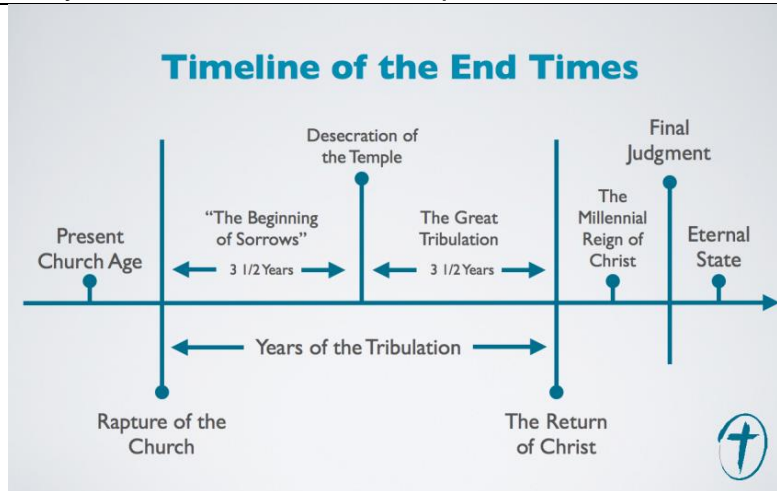 Timeline of the End Times
Desecration of
the Temple
Final
Judgment
Present
Church Age
“The Beginning
of Sorrows”
3 1/2 Years
The Great
Tribulation
3 1/2 Years
The
Millennial
Reign of
Christ
Eternal
State
Years of the Tribulation
Rapture of the
Church
The Return
of Christ